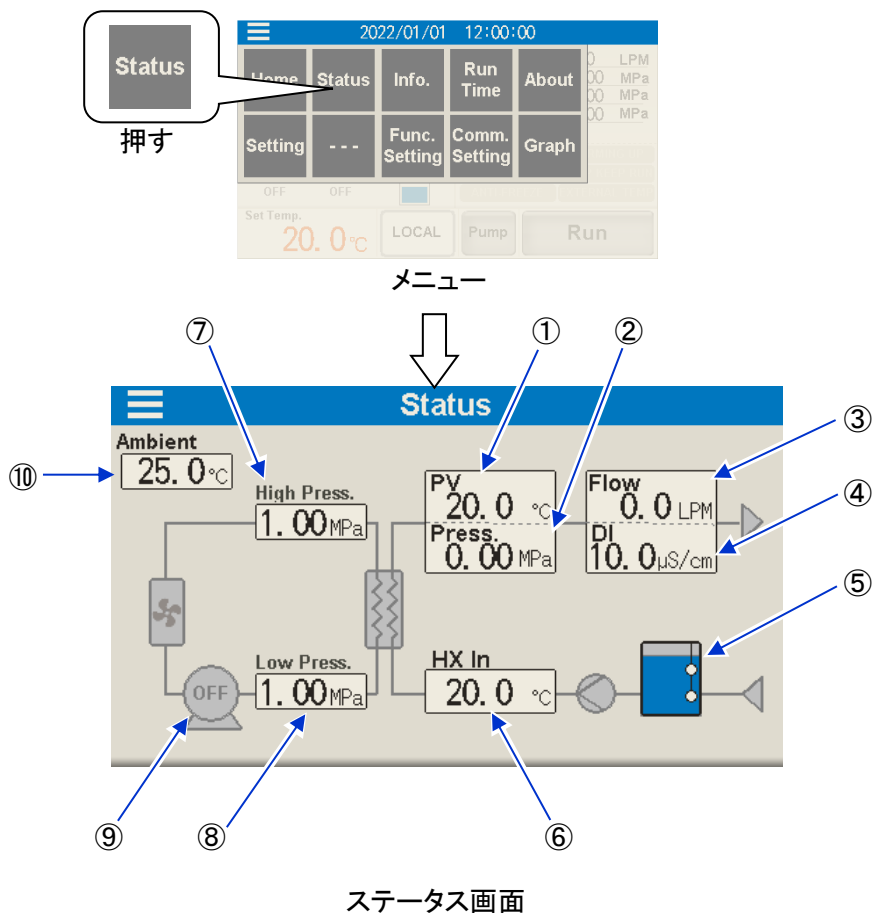 Status
押す
2022/01/01 12:00:00
Home Status Info. Run Time About
Setting - - - Func. Setting Comm. Setting Graph
LPM
MPa
MPa
MPa
OFF OFF
Set Temp.
20.0℃ LOCAL Pump Run
メニュー
⑦ ① ②
Status
③
Ambient
⑩ 25.0℃
High Press.
1.00MPa
PV
20.0 ℃
Press.
0.00MPa
Flow
0.0 LPM
DI
10.0μS/cm
④
⑤
OFF
Low Press.
1.00MPa
HX In
20.0 ℃
⑨ ⑧ ⑥
ステータス画面